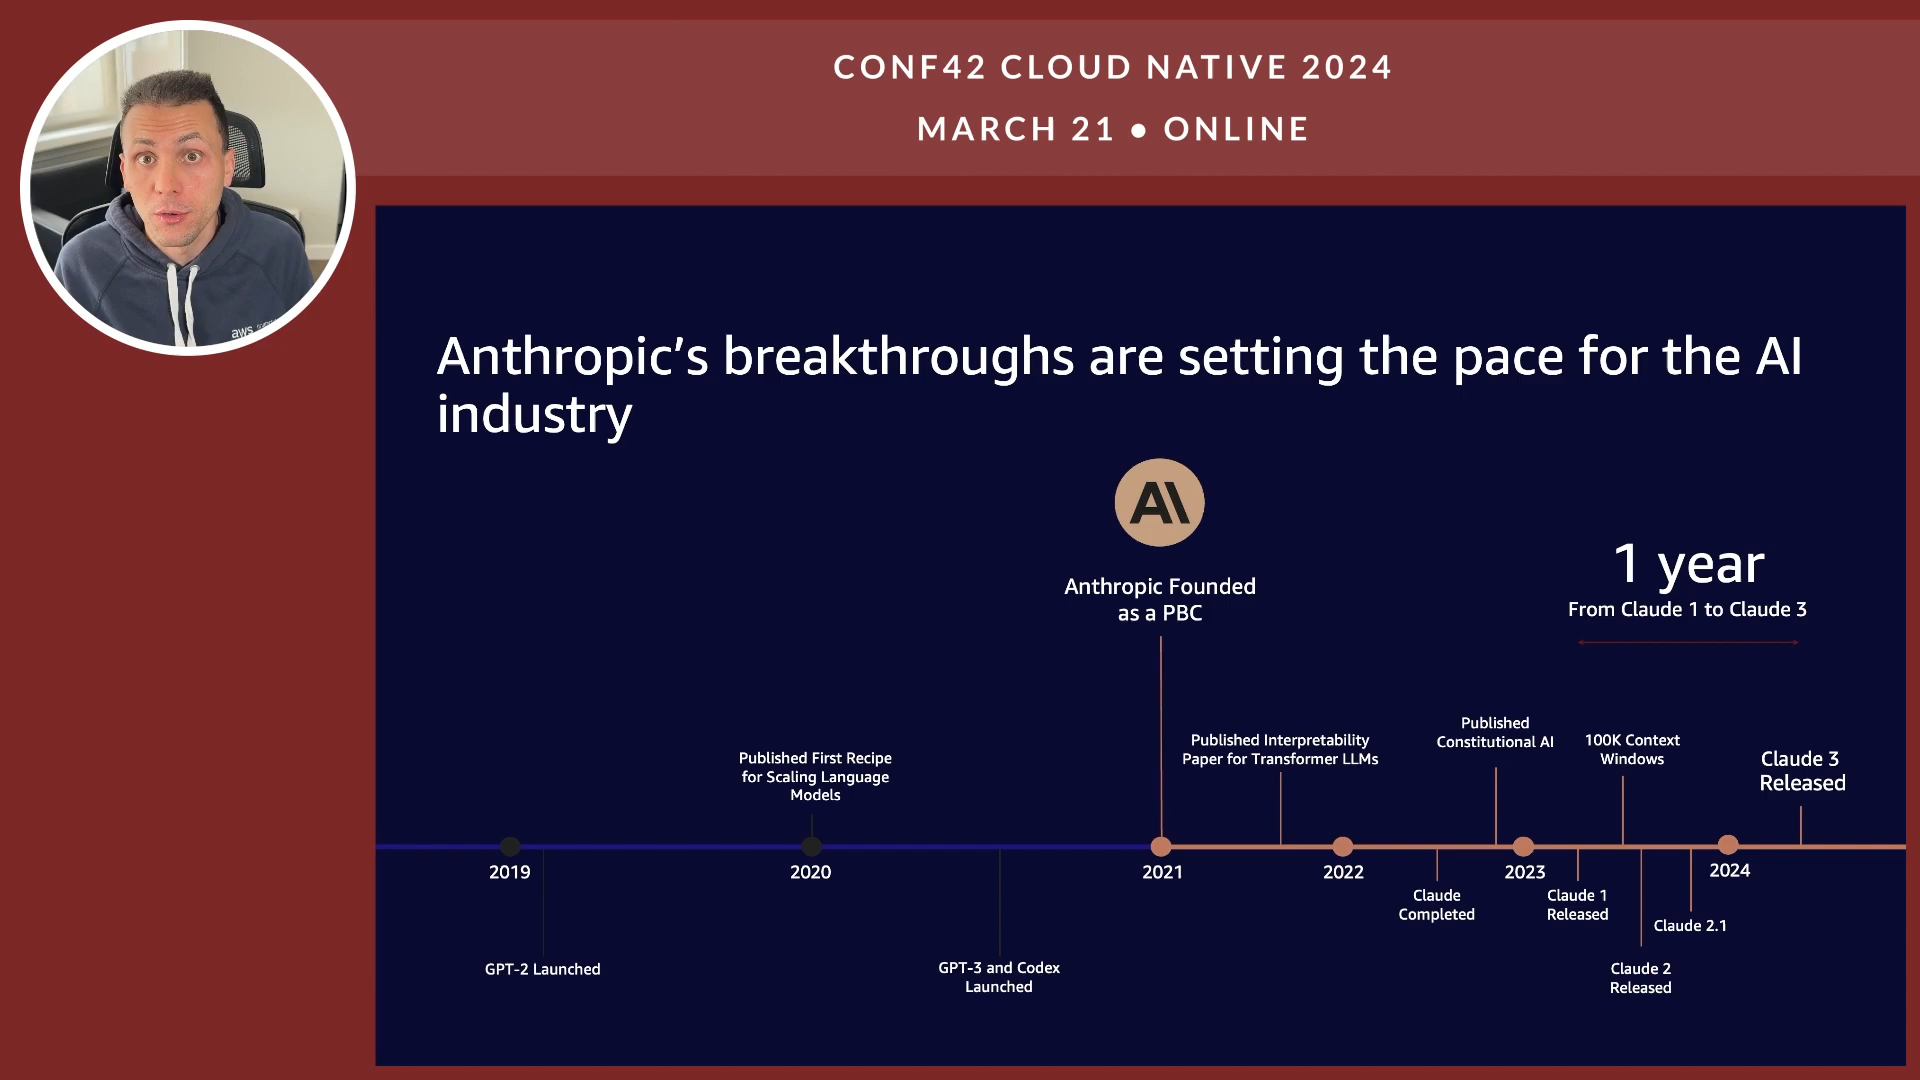 CONF42 CLOUD NATIVE 2024
MARCH 21 • ONLINE
aws
Anthropic’s breakthroughs are setting the pace for the AI
industry
AI
Anthropic Founded
as a PBC
1 year
From Claude 1 to Claude 3
Published First Recipe
for Scaling Language
Models
Published Interpretability
Paper for Transformer LLMs
Published
Constitutional AI
100K Context
Windows
Claude 3
Released
2019
2020
2021
2022
2023
2024
Claude
Completed
Claude 1
Released
Claude 2.1
GPT-2 Launched
GPT-3 and Codex
Launched
Claude 2
Released